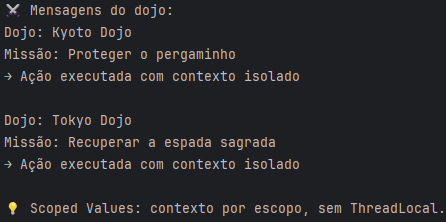 ⚔️ Mensagens do dojo:
Dojo: Kyoto Dojo
Missão: Proteger o pergaminho
→ Ação executada com contexto isolado
Dojo: Tokyo Dojo
Missão: Recuperar a espada sagrada
→ Ação executada com contexto isolado
💡 Scoped Values: contexto por escopo, sem ThreadLocal.